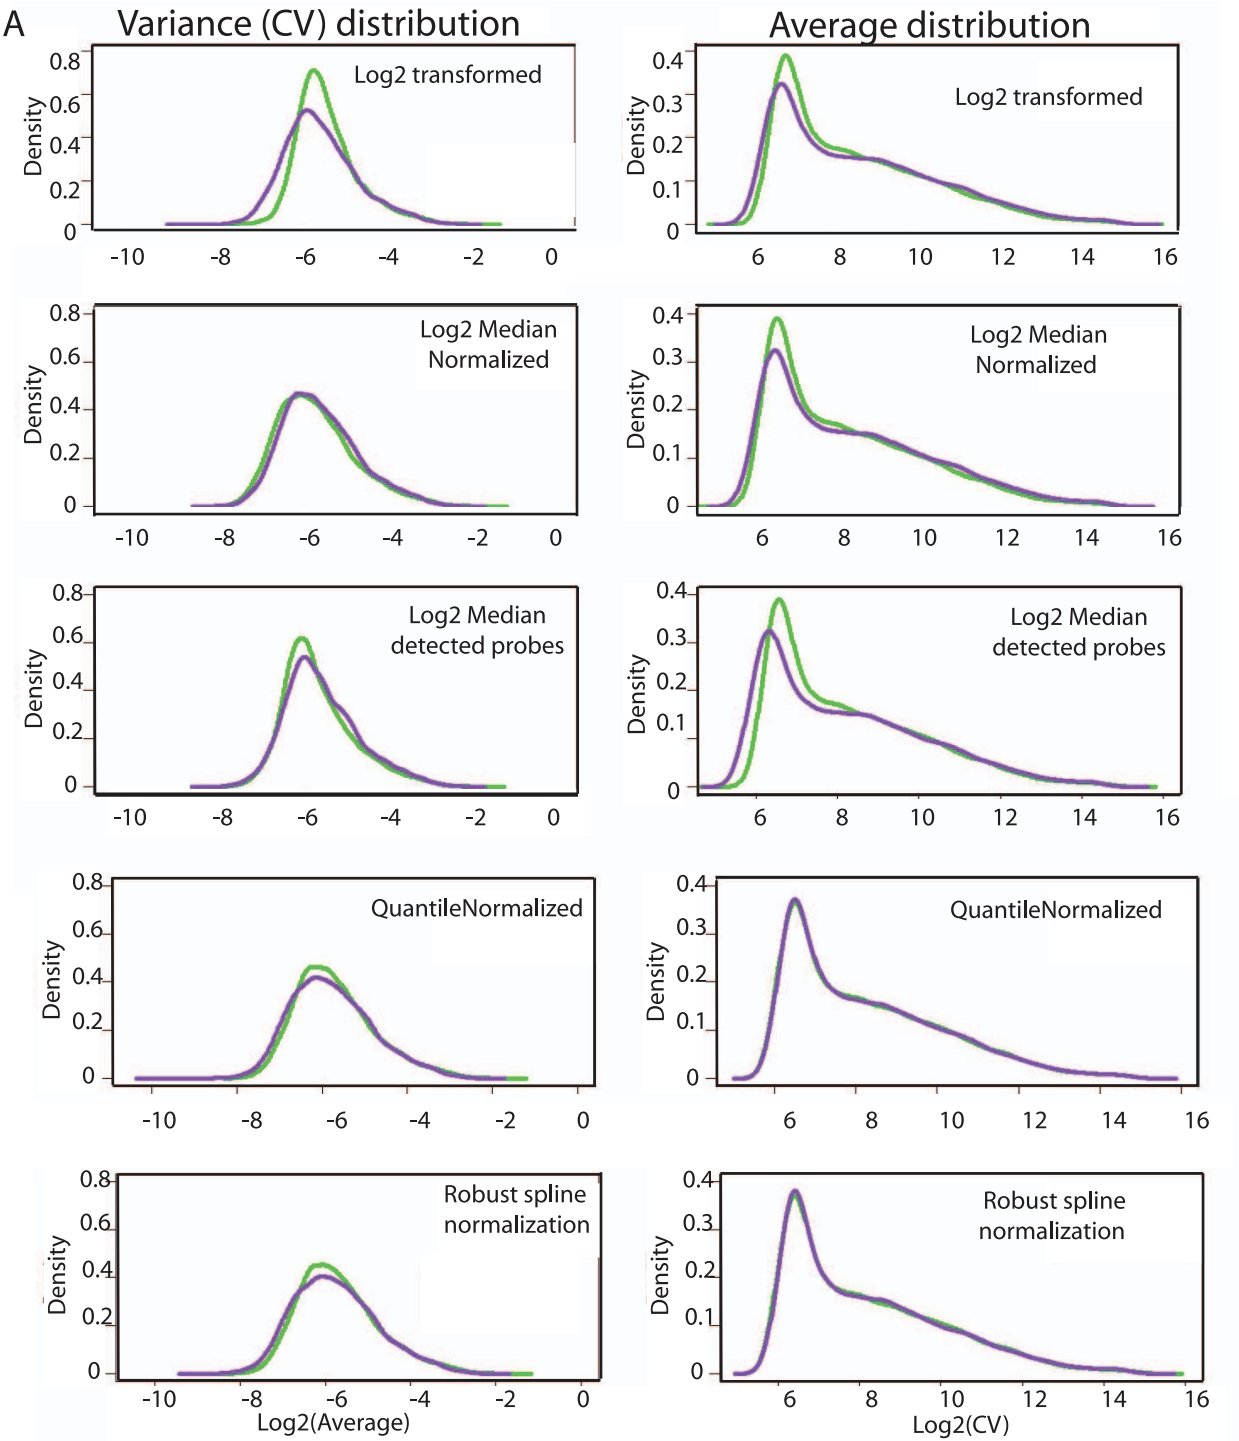 A
Variance (CV) distribution
Average distribution
Log2 transformed
Density
0.8
0.6
0.4
0.2
0
-10 -8 -6 -4 -2 0
Log2 transformed
Density
0.4
0.3
0.2
0.1
0
6 8 10 12 14 16
Log2 Median
Normalized
Density
0.8
0.6
0.4
0.2
0
-10 -8 -6 -4 -2 0
Log2 Median
Normalized
Density
0.4
0.3
0.2
0.1
0
6 8 10 12 14 16
Log2 Median
detected probes
Density
0.8
0.6
0.4
0.2
0
-10 -8 -6 -4 -2 0
Log2 Median
detected probes
Density
0.4
0.3
0.2
0.1
0
6 8 10 12 14 16
QuantileNormalized
Density
0.8
0.6
0.4
0.2
0
-10 -8 -6 -4 -2 0
QuantileNormalized
Density
0.4
0.3
0.2
0.1
0
6 8 10 12 14 16
Robust spline
normalization
Density
0.8
0.6
0.4
0.2
0
-10 -8 -6 -4 -2 0
Log2(Average)
Robust spline
normalization
Density
0.4
0.3
0.2
0.1
0
6 8 10 12 14 16
Log2(CV)